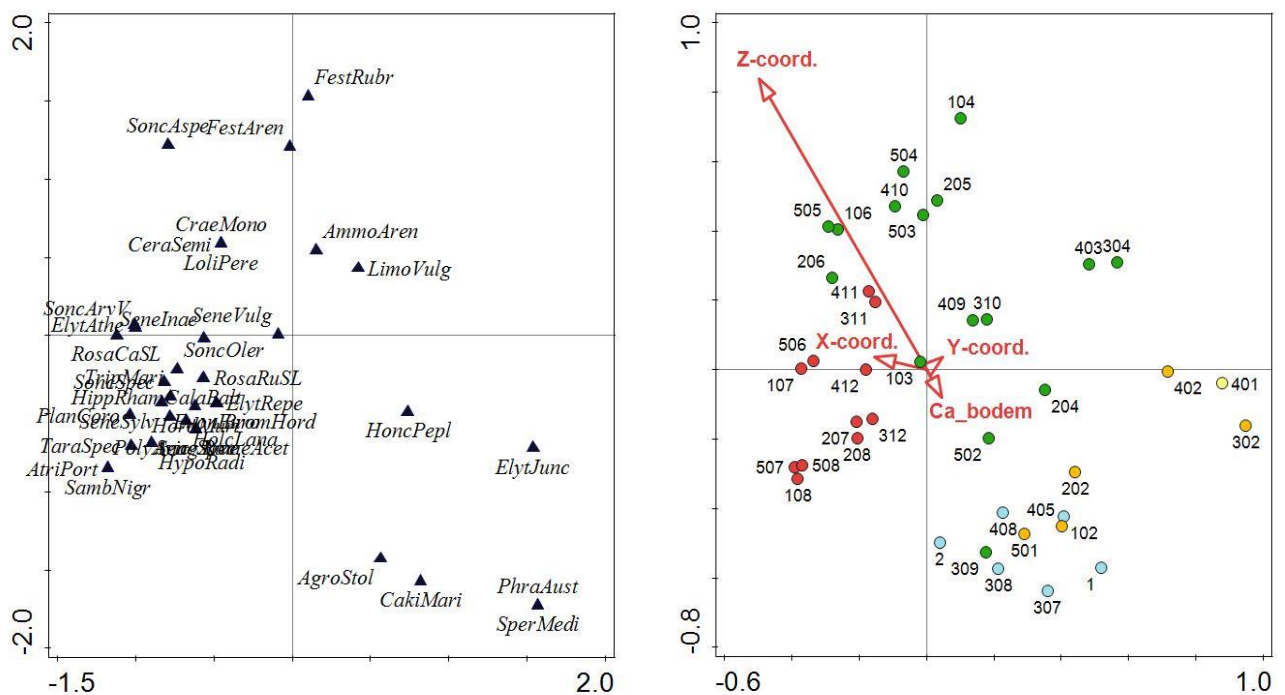 2.0
FestRubr
SoncAspe
FestAren
CraeMono
CeraSemi
LoliPere
AmmoAren
LimoVulg
SoncArvV
SeneInae
SeneVulg
ElytAthe
SoncOler
RosaCaSL
TripMari
SoncSpec
RosaRuSL
HippRham
CalaBalt
ElytRepe
PlanCoro
SeneSylv
BromHord
HoncPepl
HolcLana
TaraSpec
ElytJunc
HypoRadi
AtriPort
SambNigr
AgroStol
CakiMari
PhraAust
SperMedi
-2.0
-1.5
2.0
1.0
Z-coord.
104
504
410
205
505
106
503
403
304
206
411
311
409
310
X-coord.
Y-coord.
506
107
412
103
402
401
Ca_bodem
204
302
207
312
208
502
507
508
108
202
405
408
102
2
501
309
308
1
307
-0.8
-0.6
1.0